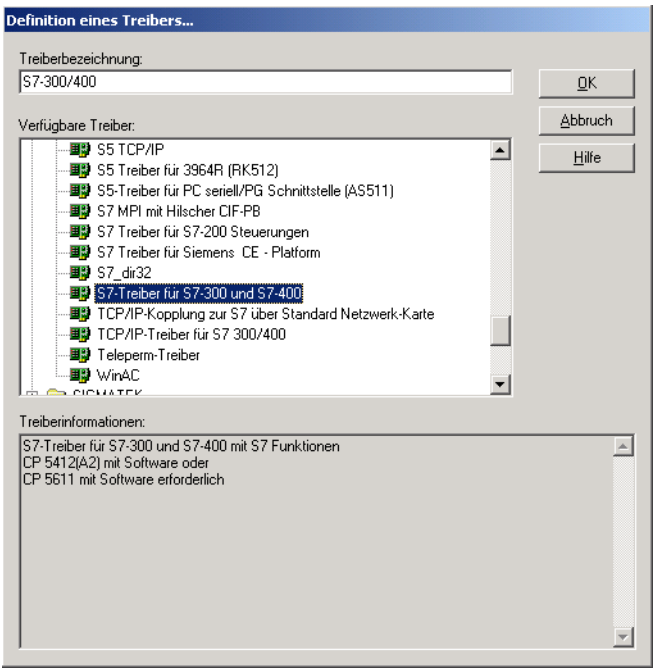 Definition eines Treibers...
Treiberbezeichnung:
S7-300/400
OK
Abbruch
Hilfe
Verfügbare Treiber:
S5 TCP/IP
S5 Treiber für 3964R (RK512)
S5-Treiber für PC seriell/PG Schnittstelle (AS511)
S7 MPI mit Hilscher CIF-PB
S7 Treiber für S7-200 Steuerungen
S7 Treiber für Siemens  CE - Platform
S7_dir32
S7-Treiber für S7-300 und S7-400
TCP/IP-Kopplung zur S7 über Standard Netzwerk-Karte
TCP/IP-Treiber für S7 300/400
Teleperm-Treiber
WinAC
SIGMATEK
Treiberinformationen:
S7-Treiber für S7-300 und S7-400 mit S7 Funktionen
CP 5412(A2) mit Software oder
CP 5611 mit Software erforderlich